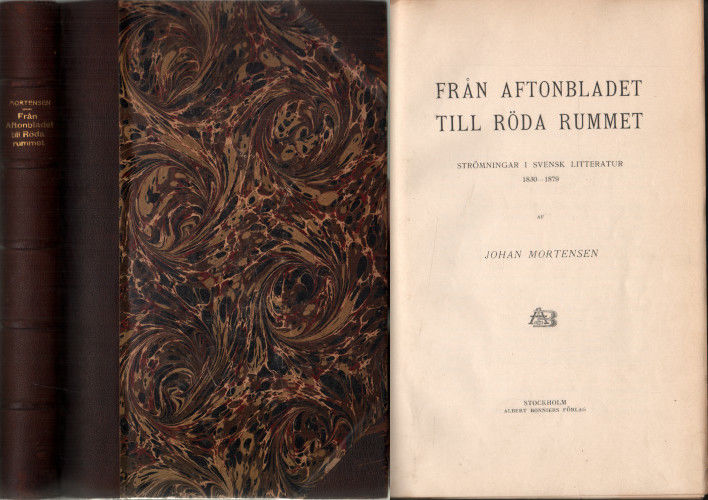 MORTENSEN
Från
Aftonbladet
till Röda
rummet
FRÅN AFTONBLADET
TILL RÖDA RUMMET
STRÖMNINGAR I SVENSK LITTERATUR
1830—1879
AF
JOHAN MORTENSEN
AB
STOCKHOLM
ALBERT BONNIERS FÖRLAG